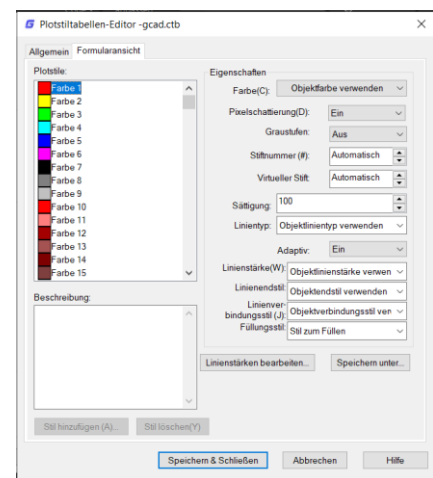 Plotstiltabellen-Editor -gcad.ctb
Allgemein Formularansicht
Plotstile:
Farbe 1
Farbe 2
Farbe 3
Farbe 4
Farbe 5
Farbe 6
Farbe 7
Farbe 8
Farbe 9
Farbe 10
Farbe 11
Farbe 12
Farbe 13
Farbe 14
Farbe 15
Beschreibung:
Stil hinzufügen (A)... Stil löschen(Y)
Eigenschaften
Farbe(C): Objektfarbe verwenden
Pixelschattierung(D): Ein
Graustufen: Aus
Stiftnummer (#): Automatisch
Virtueller Stift: Automatisch
Sättigung: 100
Linientyp: Objektlinientyp verwenden
Adaptiv: Ein
Linienstärke(W): Objektlinienstärke verwen
Linienendstil: Objektendstil verwenden
Linienver-
bindungsstil (J): Objektverbindungsstil ven
Füllungsstil: Stil zum Füllen
Linienstärken bearbeiten... Speichern unter...
Speichern & Schließen Abbrechen Hilfe